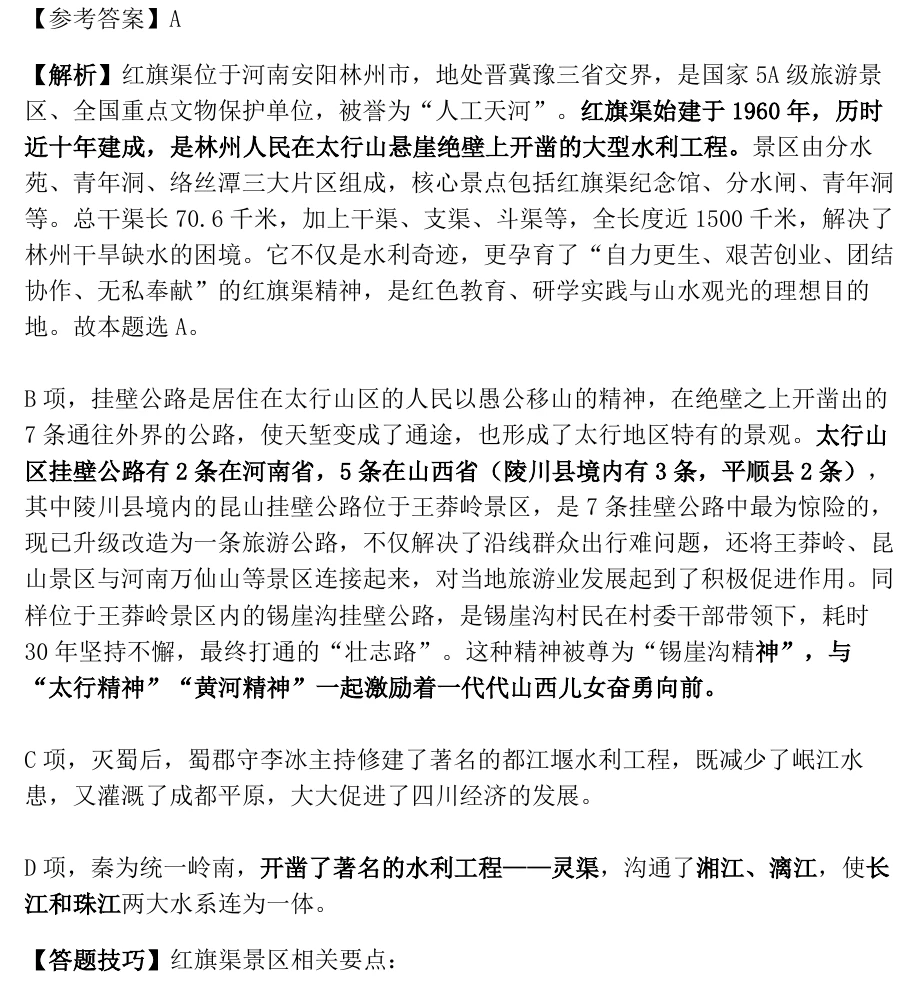 【参考答案】A
【解析】红旗渠位于河南安阳林州市，地处晋冀豫三省交界，是国家 5A 级旅游景
区、全国重点文物保护单位，被誉为“人工天河”。红旗渠始建于 1960 年，历时
近十年建成，是林州人民在太行山悬崖绝壁上开凿的大型水利工程。景区由分水
苑、青年洞、络丝潭三大片区组成，核心景点包括红旗渠纪念馆、分水闸、青年洞
等。总干渠长 70.6 千米，加上干渠、支渠、斗渠等，全长度近 1500 千米，解决了
林州干旱缺水的困境。它不仅是水利奇迹，更孕育了“自力更生、艰苦创业、团结
协作、无私奉献”的红旗渠精神，是红色教育、研学实践与山水观光的理想目的
地。故本题选 A。
B 项，挂壁公路是居住在太行山区的人民以愚公移山的精神，在绝壁之上开凿出的
7 条通往外界的公路，使天堑变成了通途，也形成了太行地区特有的景观。太行山
区挂壁公路有 2 条在河南省，5 条在山西省（陵川县境内有 3 条，平顺县 2 条），
其中陵川县境内的昆山挂壁公路位于王莽岭景区，是 7 条挂壁公路中最为惊险的，
现已升级改造为一条旅游公路，不仅解决了沿线群众出行难问题，还将王莽岭、昆
山景区与河南万仙山等景区连接起来，对当地旅游业发展起到了积极促进作用。同
样位于王莽岭景区内的锡崖沟挂壁公路，是锡崖沟村民在村委干部带领下，耗时
30 年坚持不懈，最终打通的“壮志路”。这种精神被尊为“锡崖沟精神”，与
“太行精神”“黄河精神”一起激励着一代代山西儿女奋勇向前。
C 项，灭蜀后，蜀郡守李冰主持修建了著名的都江堰水利工程，既减少了岷江水
患，又灌溉了成都平原，大大促进了四川经济的发展。
D 项，秦为统一岭南，开凿了著名的水利工程——灵渠，沟通了湘江、漓江，使长
江和珠江两大水系连为一体。
【答题技巧】红旗渠景区相关要点：